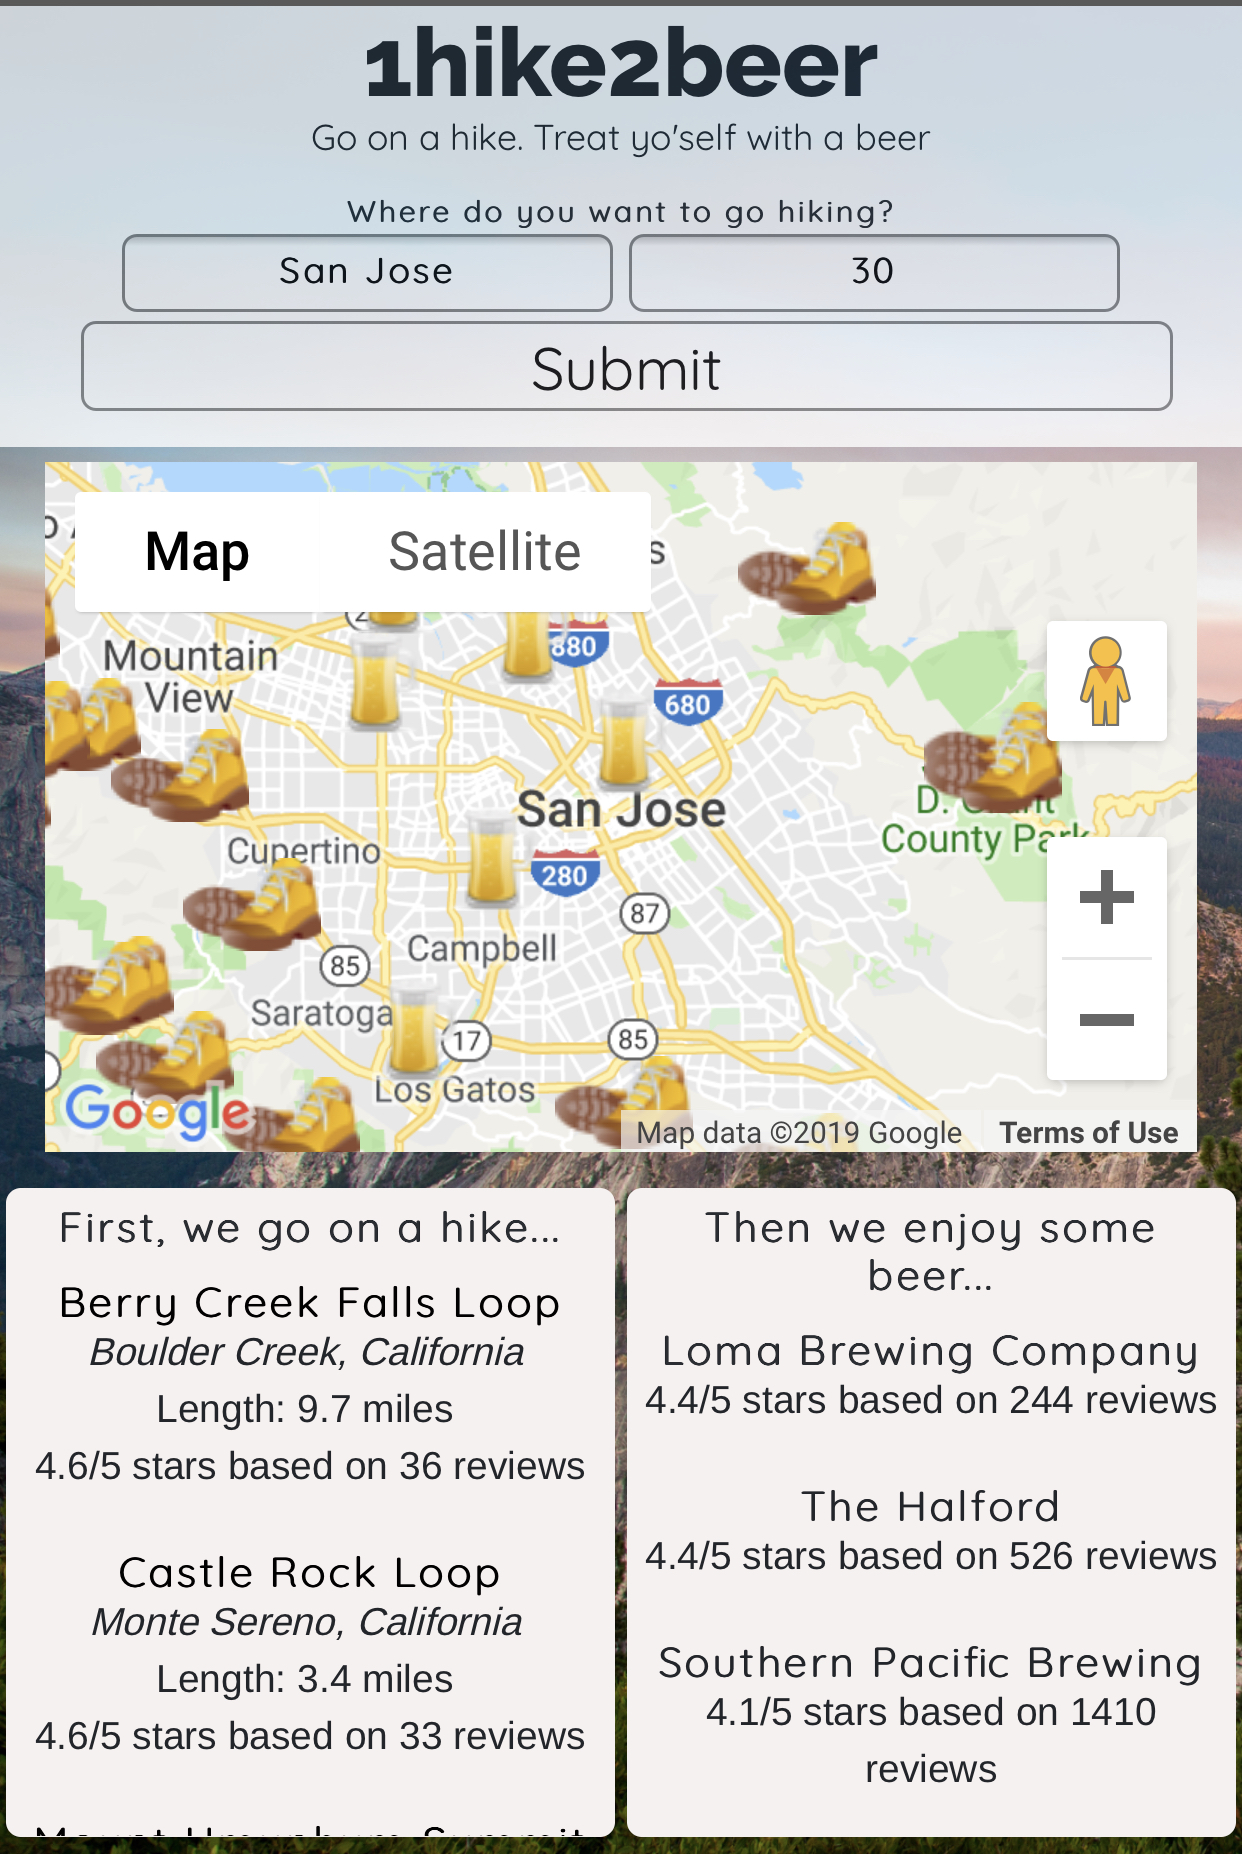 1hike2beer
Go on a hike. Treat yo'self with a beer
Where do you want to go hiking?
San Jose
30
Submit
Map
Satellite
s
880
Mountain
View
680
San Jose
D. Grant
County Park
Cupertino
280
87
Campbell
85
Saratoga
17
85
Los Gatos
Google
Map data ©2019 Google
Terms of Use
First, we go on a hike...
Berry Creek Falls Loop
Boulder Creek, California
Length: 9.7 miles
4.6/5 stars based on 36 reviews
Castle Rock Loop
Monte Sereno, California
Length: 3.4 miles
4.6/5 stars based on 33 reviews
Mount Umunhum Summit
Then we enjoy some
beer...
Loma Brewing Company
4.4/5 stars based on 244 reviews
The Halford
4.4/5 stars based on 526 reviews
Southern Pacific Brewing
4.1/5 stars based on 1410
reviews